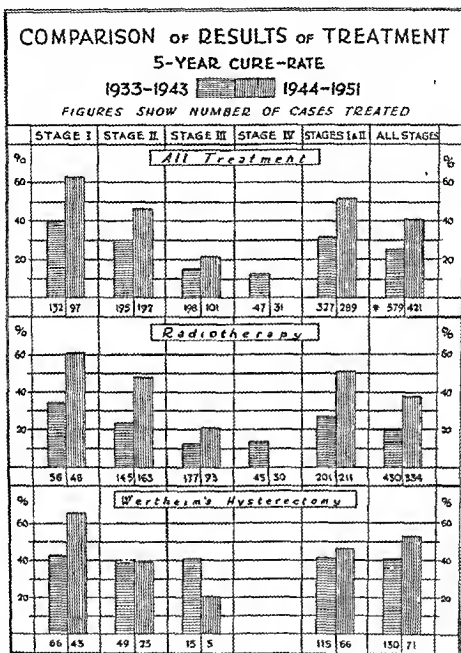 COMPARISON OF RESULTS OF TREATMENT
5-YEAR CURE-RATE
1933-1943 1944-1951
FIGURES SHOW NUMBER OF CASES TREATED
STAGE I STAGE II STAGE III STAGE IV STAGES I & II ALL STAGES
% All Treatment %
60 60
40 40
20 20
132 97 195 192 198 101 47 31 327 289 * 579 421
% Radiotherapy %
60 60
40 40
20 20
56 48 145 163 177 93 45 30 201 211 430 334
% Wertheim's Hysterectomy %
60 60
40 40
20 20
66 43 49 23 15 5 115 66 130 71